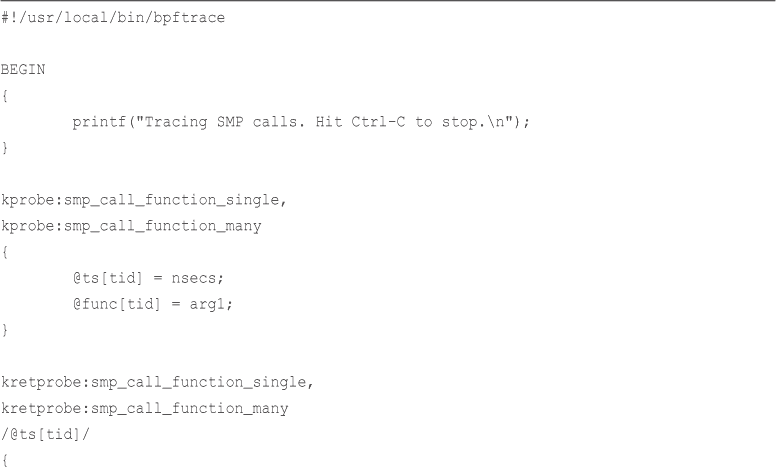 #!/usr/local/bin/bpftrace
BEGIN
{
        printf("Tracing SMP calls. Hit Ctrl-C to stop.\n");
}
kprobe:smp_call_function_single,
kprobe:smp_call_function_many
{
        @ts[tid] = nsecs;
        @func[tid] = arg1;
}
kretprobe:smp_call_function_single,
kretprobe:smp_call_function_many
/@ts[tid]/
{